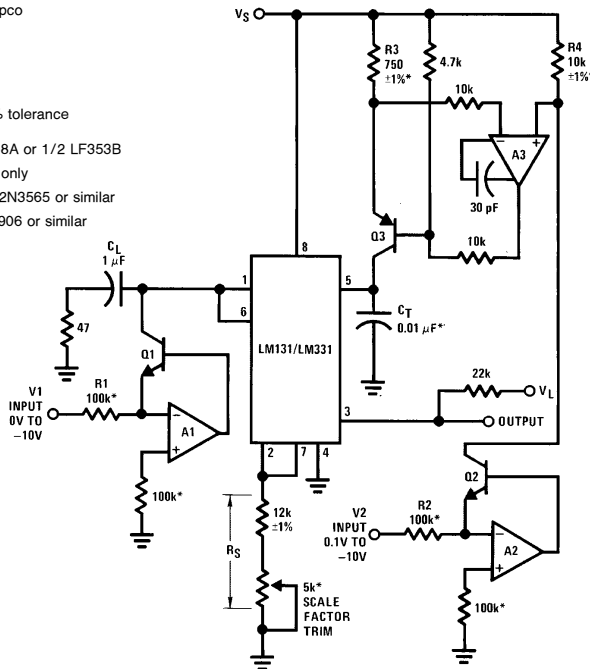 pco
% tolerance
8A or 1/2 LF353B
only
2N3565 or similar
906 or similar
VS
R3
750
±1%*
4.7k
R4
10k
±1%*
10k
A3
30 pF
Q3
10k
8
CL
1 µF
1
6
5
47
LM131/LM331
CT
0.01 µF*
Q1
V1
INPUT
0V TO
−10V
R1
100k*
A1
22k
VL
3
OUTPUT
2
7
4
100k*
12k
±1%
RS
5k*
SCALE
FACTOR
TRIM
Q2
V2
INPUT
0.1V TO
−10V
R2
100k*
A2
100k*